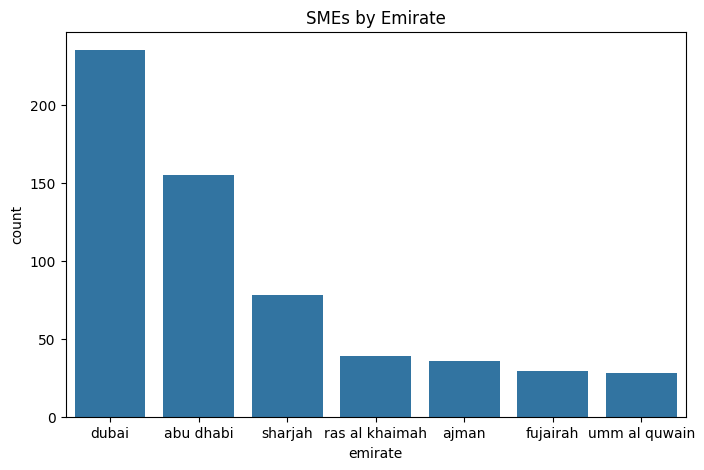 SMEs by Emirate
count
200
150
100
50
0
dubai abu dhabi sharjah ras al khaimah ajman fujairah umm al quwain
emirate